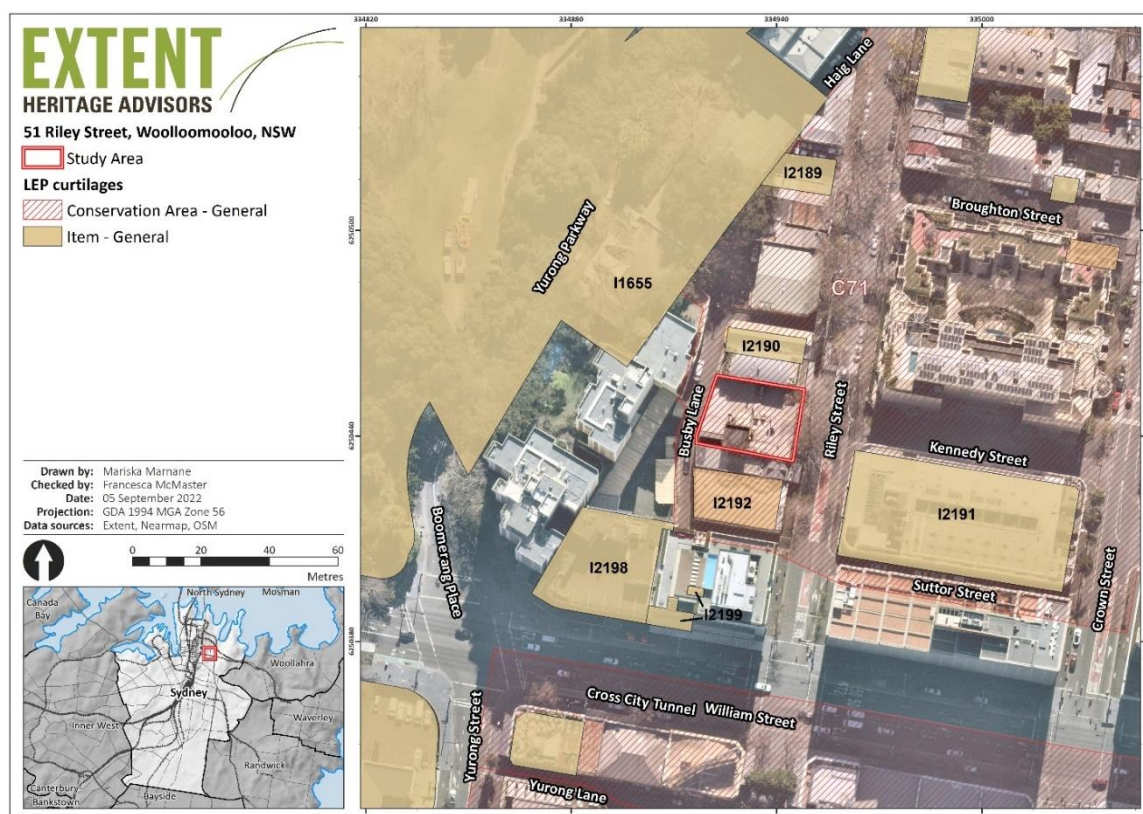 EXTENT
HERITAGE ADVISORS
51 Riley Street, Woolloomooloo, NSW
Study Area
LEP curtilages
Conservation Area - General
Item - General
Drawn by: Mariska Marnane
Checked by: Francesca McMaster
Date: 05 September 2022
Projection: GDA 1994 MGA Zone 56
Data sources: Extent, Nearmap, OSM
0 20 40 60
Metres
North Sydney
Mosman
Canada
Bay
Woollahra
Sydney
Inner West
Waverley
Randwick
Canterbury-
Bankstown
Bayside
334820 334880 334940 335000
6250500
6250440
6250380
Haig Lane
I2189
Broughton Street
Yurong Parkway
I1655
C71
I2190
Busby Lane
Riley Street
Kennedy Street
I2192
I2191
Boomerang Place
I2198
Suttor Street
Crown Street
I2199
Cross City Tunnel William Street
Yurong Street
Yurong Lane